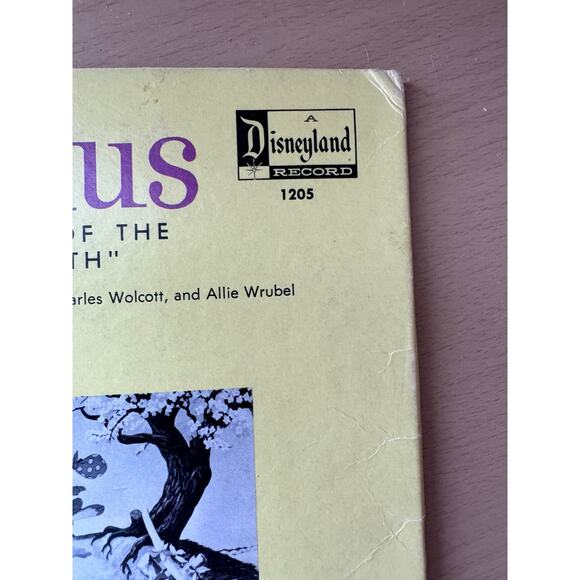 A
Disneyland
RECORD
1205
us
OF THE
TH"
arles Wolcott, and Allie Wrubel